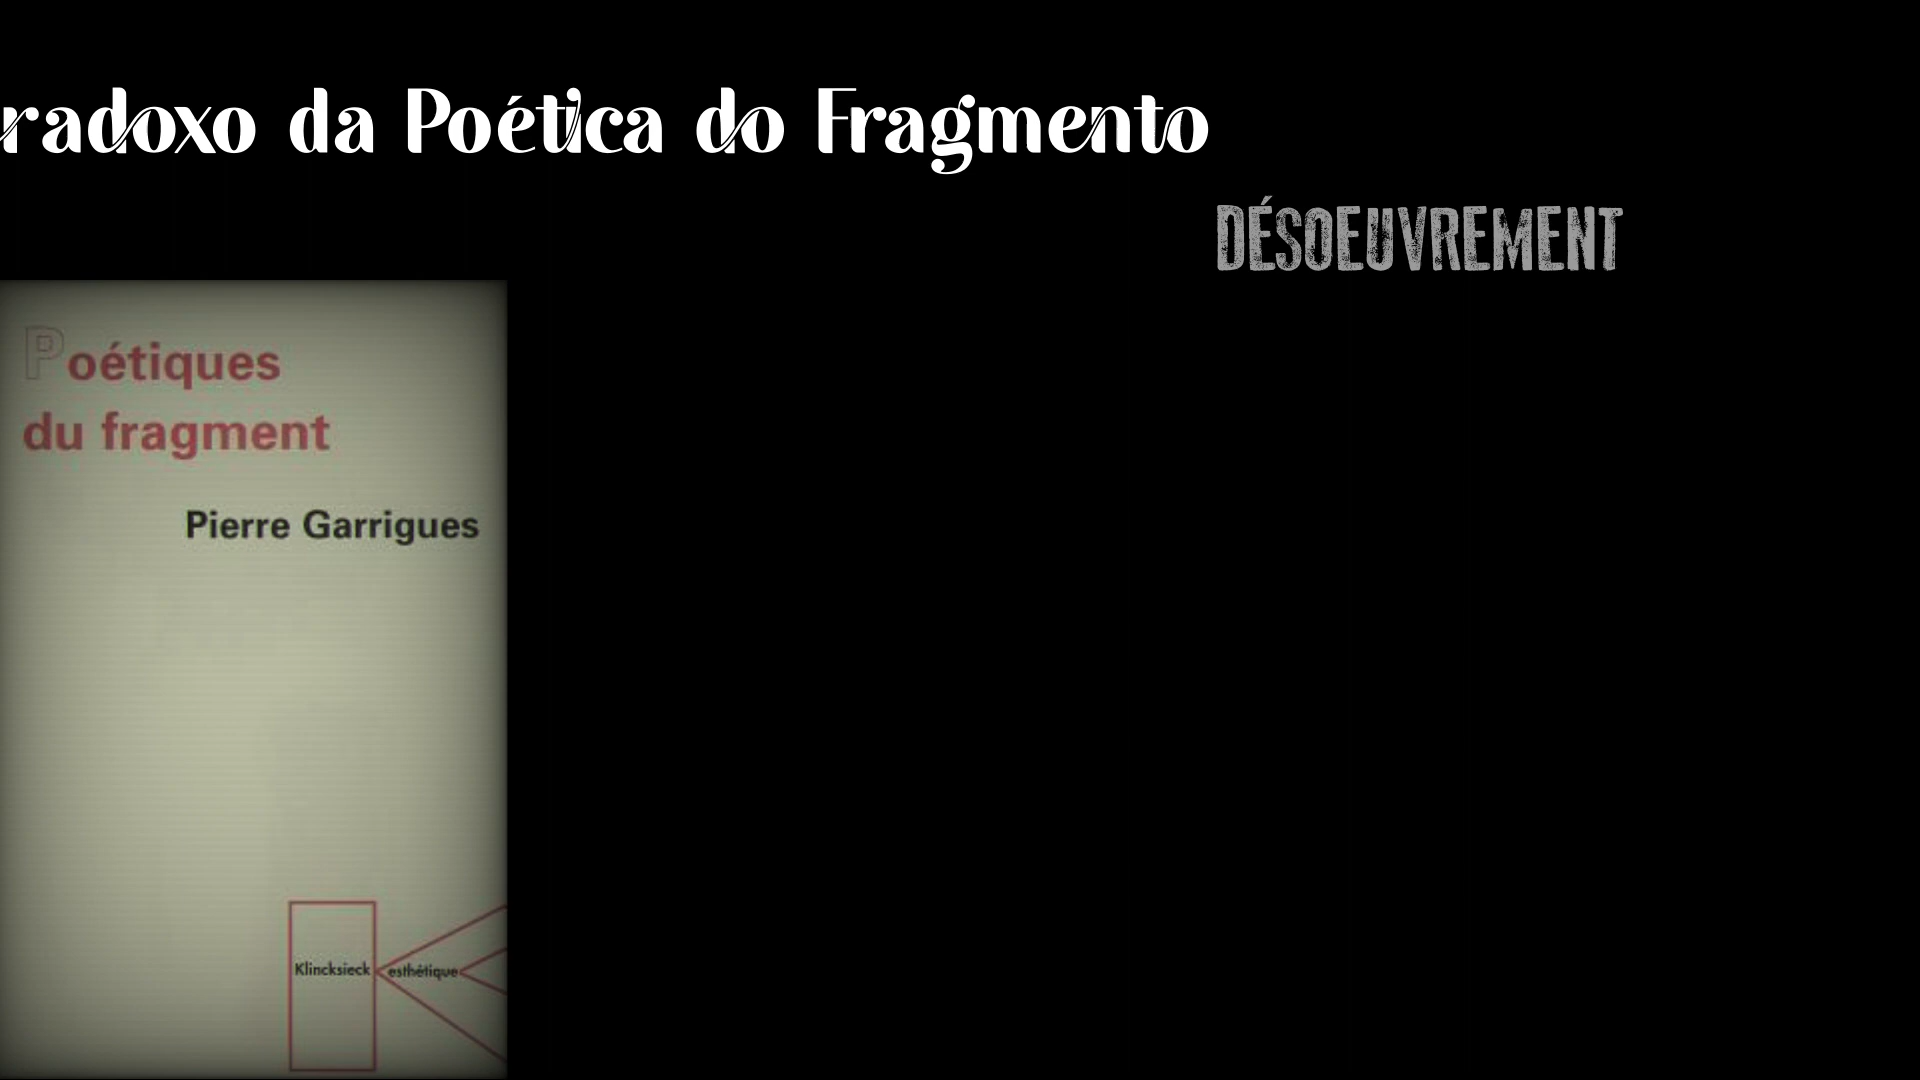 radoxo da Poética do Fragmento
DÉSOEUVREMENT
Poétiques
du fragment
Pierre Garrigues
Klincksieck
esthétique